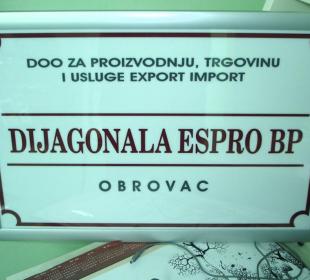 DOO ZA PROIZVODNJU, TRGOVINU
I USLUGE EXPORT IMPORT
DIJAGONALA ESPRO BP
OBROVAC